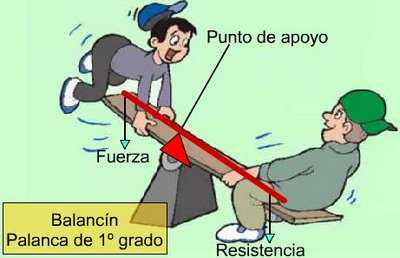 Punto de apoyo
Fuerza
Balancín
Palanca de 1º grado
Resistencia